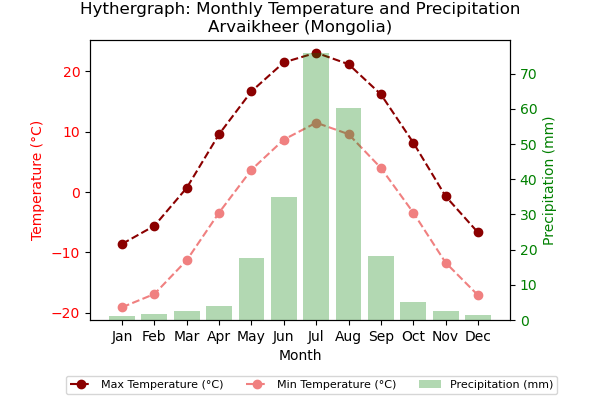 Hythergraph: Monthly Temperature and Precipitation
Arvaikheer (Mongolia)
Temperature (°C)
20
10
0
−10
−20
70
60
50
40
30
20
10
0
Precipitation (mm)
Jan Feb Mar Apr May Jun Jul Aug Sep Oct Nov Dec
Month
Max Temperature (°C) Min Temperature (°C) Precipitation (mm)